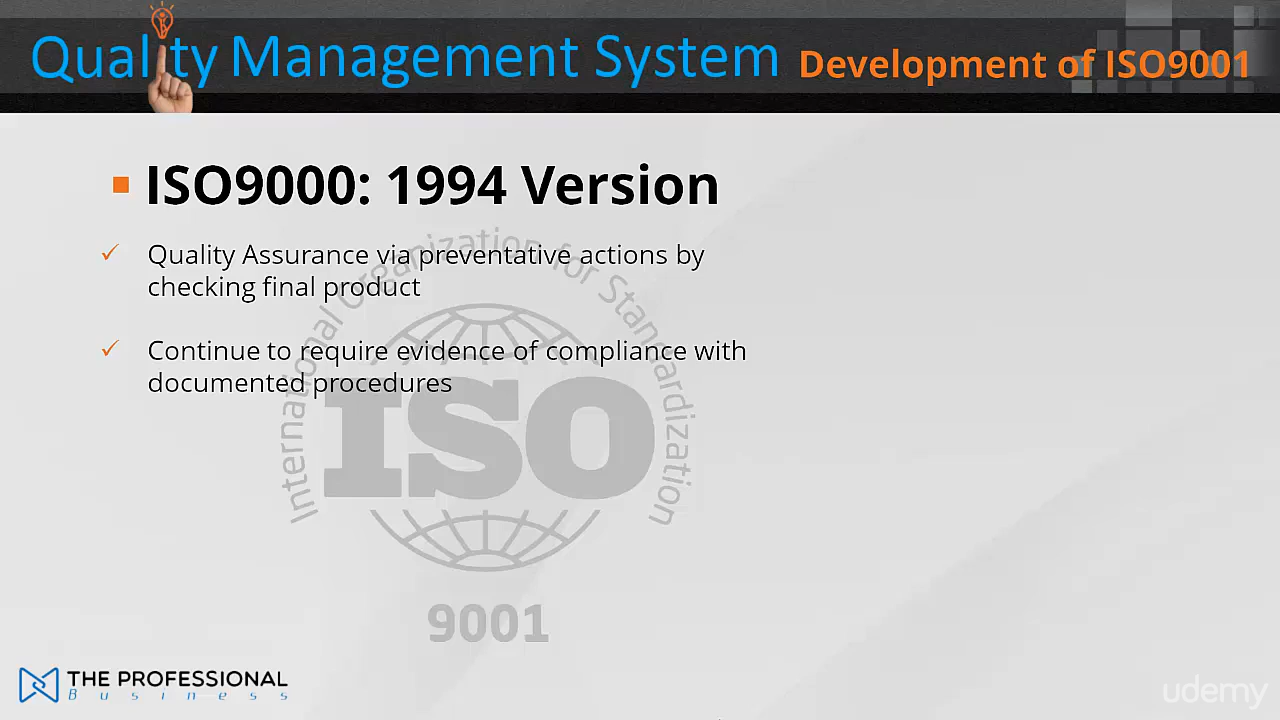 Quality Management System Development of ISO9001
ISO9000: 1994 Version
Quality Assurance via preventative actions by
checking final product
Continue to require evidence of compliance with
documented procedures
International Organization for Standardization
ISO
9001
THE PROFESSIONAL
Business
udemy